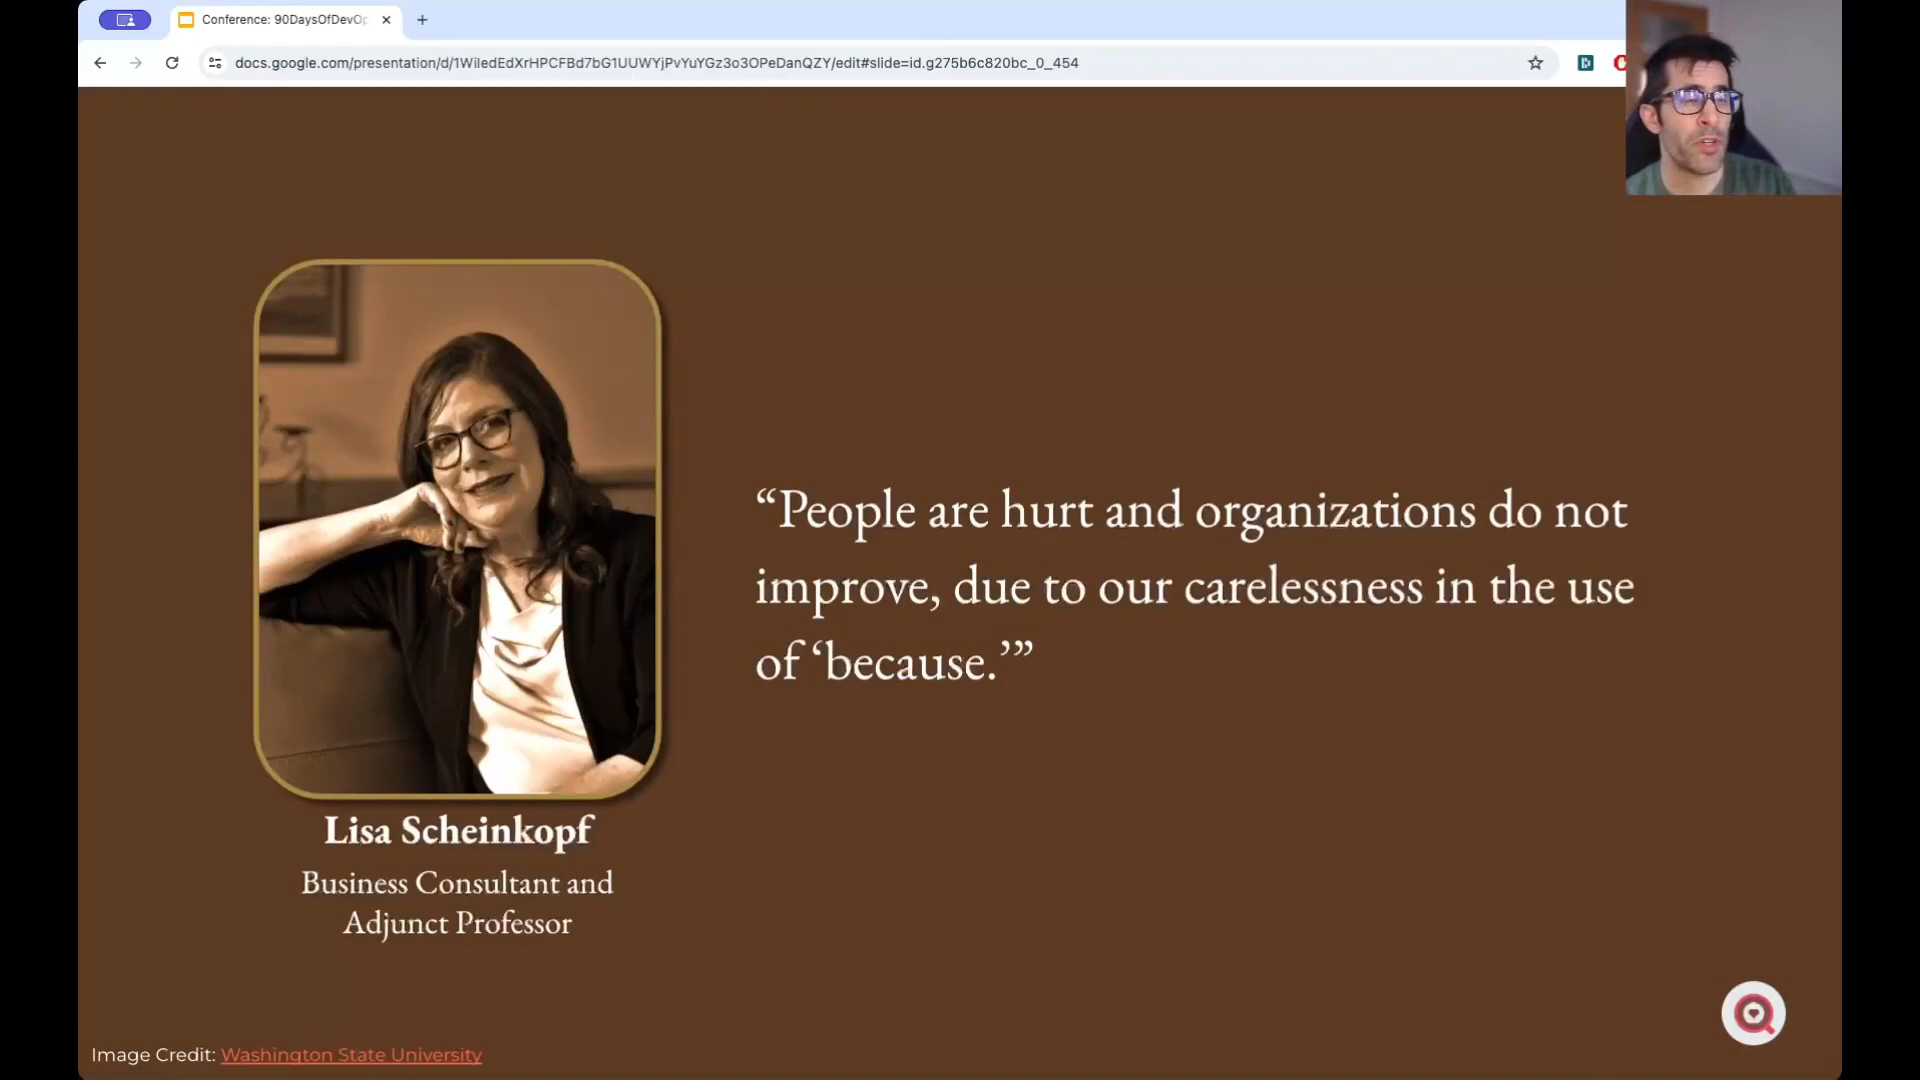 Conference: 90DaysOfDevOp
docs.google.com/presentation/d/1WiledEdXrHPCFBd7bG1UUWYjPvYuYGz3o3OPeDanQZY/edit#slide=id.g275b6c820bc_0_454
“People are hurt and organizations do not
improve, due to our carelessness in the use
of ‘because.’”
Lisa Scheinkopf
Business Consultant and
Adjunct Professor
Image Credit: Washington State University